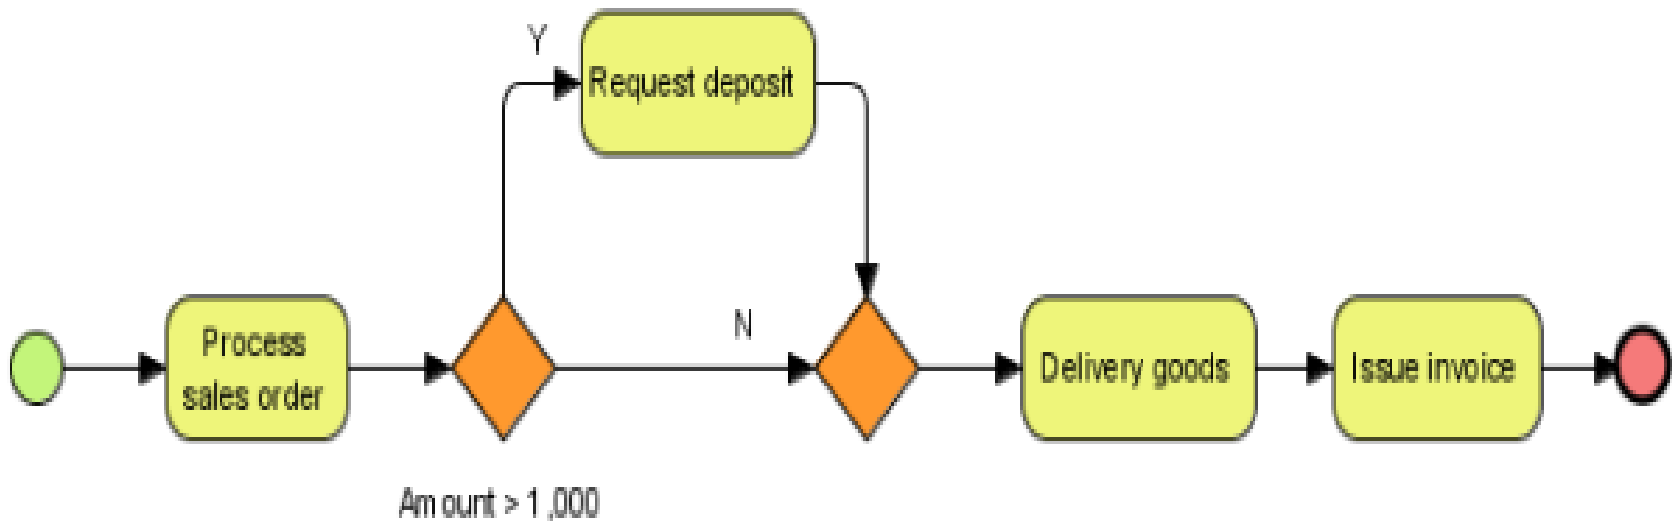 Y
Request deposit
N
Process
sales order
Delivery goods
Issue invoice
Amount > 1,000